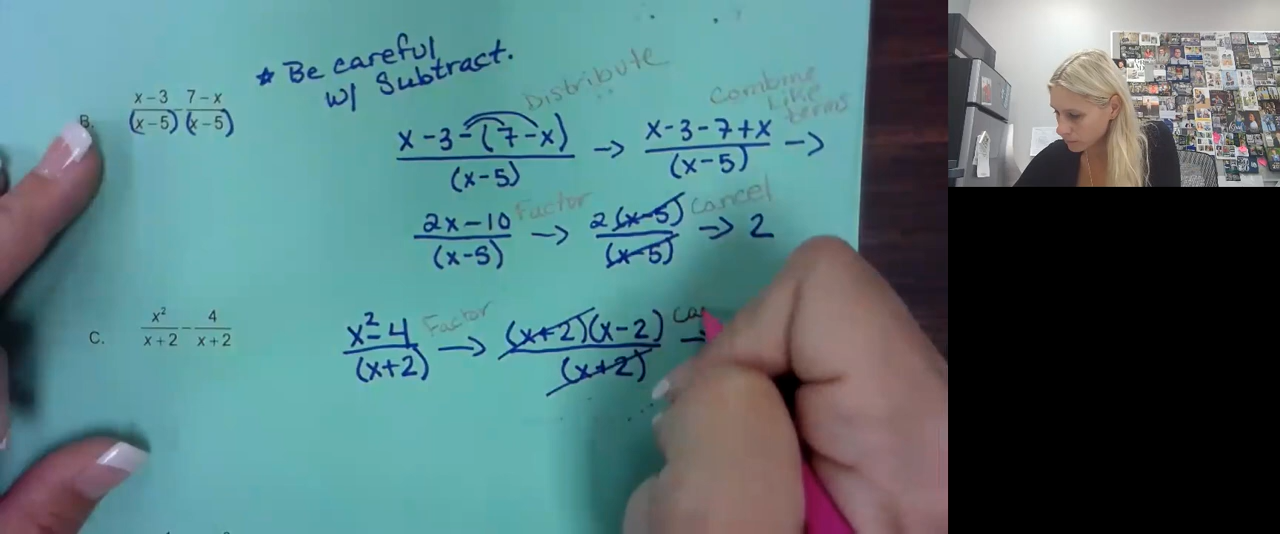 * Be careful
w/ Subtract.
B. x-3/(x-5) 7-x/(x-5)
Distribute
Combine
Like
terms
x-3-(7-x)/(x-5) → x-3-7+x/(x-5) →
Factor
Cancel
2x-10/(x-5) → 2(x-5)/(x-5) → 2
C. x²/x+2 - 4/x+2
Factor
x²-4/(x+2) → (x+2)(x-2)/(x+2) →